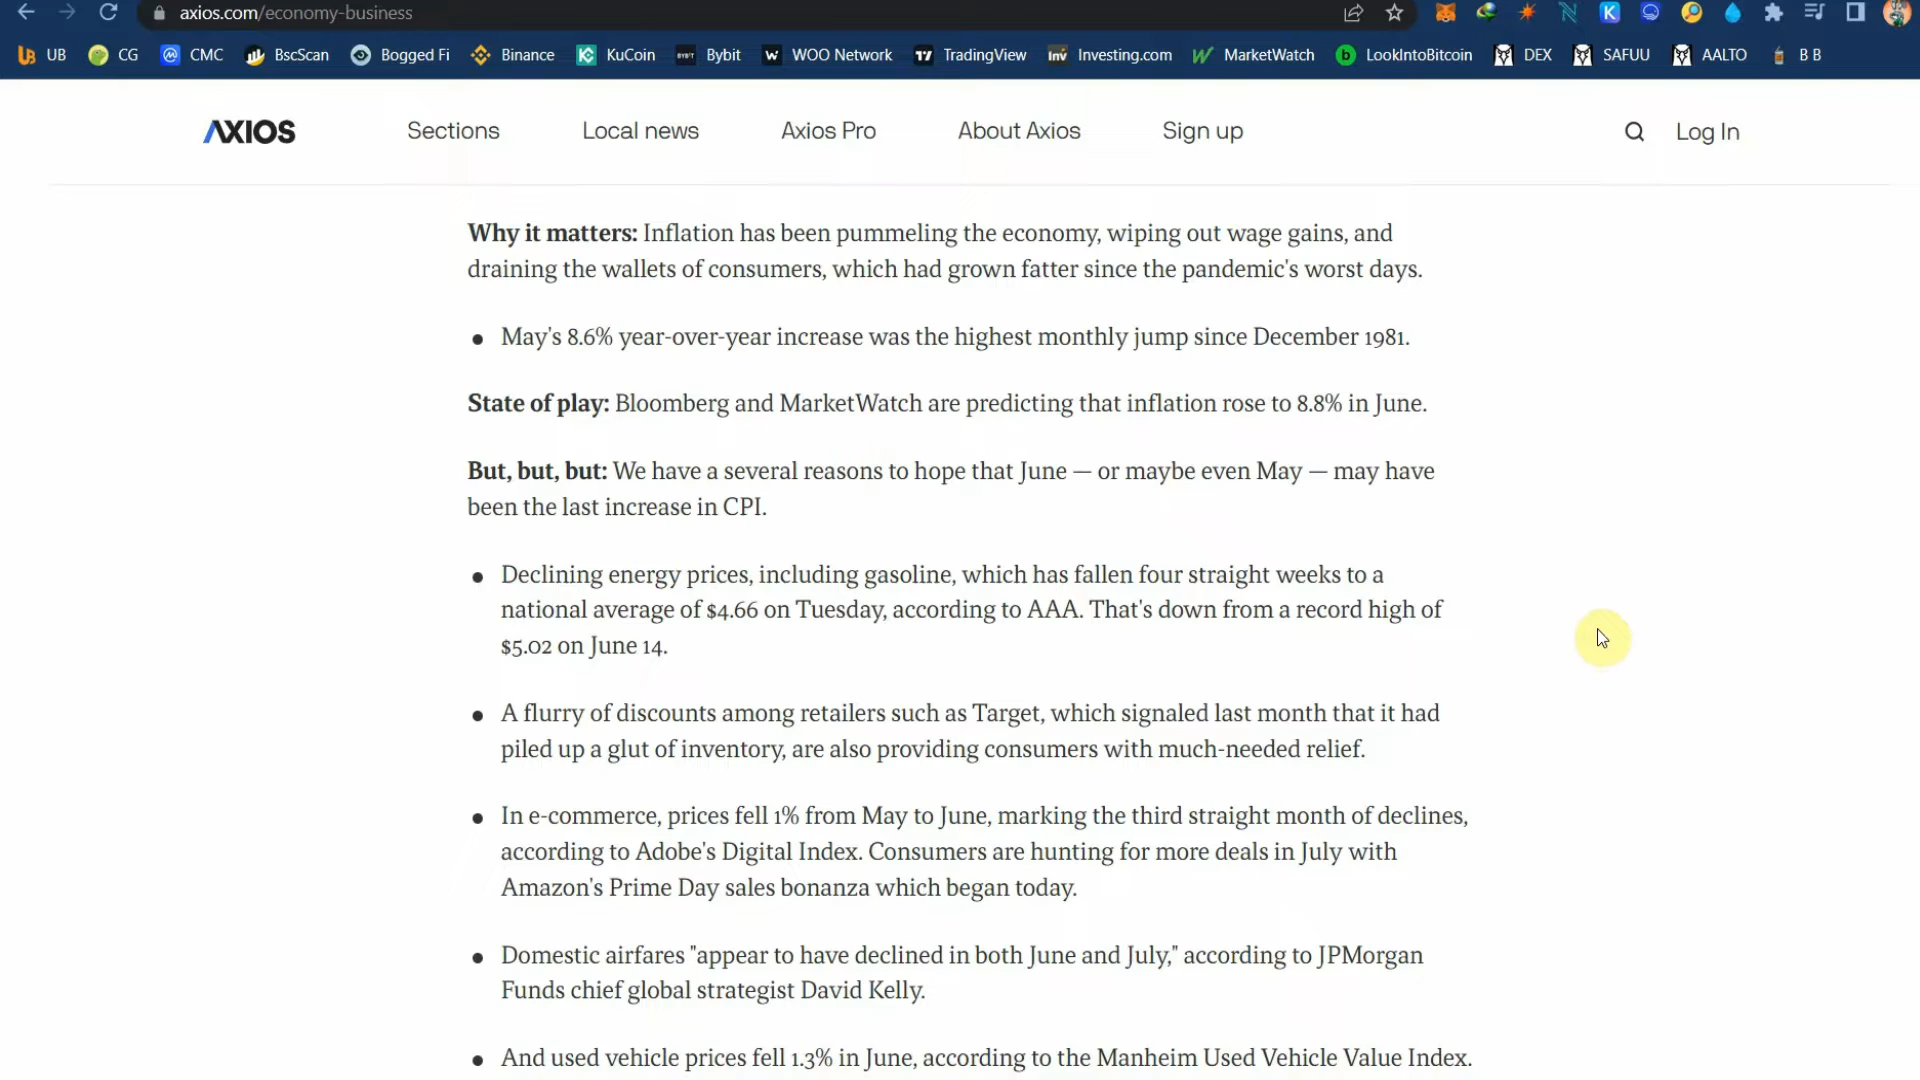 axios.com/economy-business
UB CG CMC BscScan Bogged Fi Binance KuCoin BYBIT Bybit WOO Network TradingView Inv Investing.com MarketWatch LookIntoBitcoin DEX SAFUU AALTO B B
AXIOS Sections Local news Axios Pro About Axios Sign up Log In
Why it matters: Inflation has been pummeling the economy, wiping out wage gains, and
draining the wallets of consumers, which had grown fatter since the pandemic's worst days.
● May's 8.6% year-over-year increase was the highest monthly jump since December 1981.
State of play: Bloomberg and MarketWatch are predicting that inflation rose to 8.8% in June.
But, but, but: We have a several reasons to hope that June — or maybe even May — may have
been the last increase in CPI.
● Declining energy prices, including gasoline, which has fallen four straight weeks to a
national average of $4.66 on Tuesday, according to AAA. That's down from a record high of
$5.02 on June 14.
● A flurry of discounts among retailers such as Target, which signaled last month that it had
piled up a glut of inventory, are also providing consumers with much-needed relief.
● In e-commerce, prices fell 1% from May to June, marking the third straight month of declines,
according to Adobe's Digital Index. Consumers are hunting for more deals in July with
Amazon's Prime Day sales bonanza which began today.
● Domestic airfares "appear to have declined in both June and July," according to JPMorgan
Funds chief global strategist David Kelly.
● And used vehicle prices fell 1.3% in June, according to the Manheim Used Vehicle Value Index.